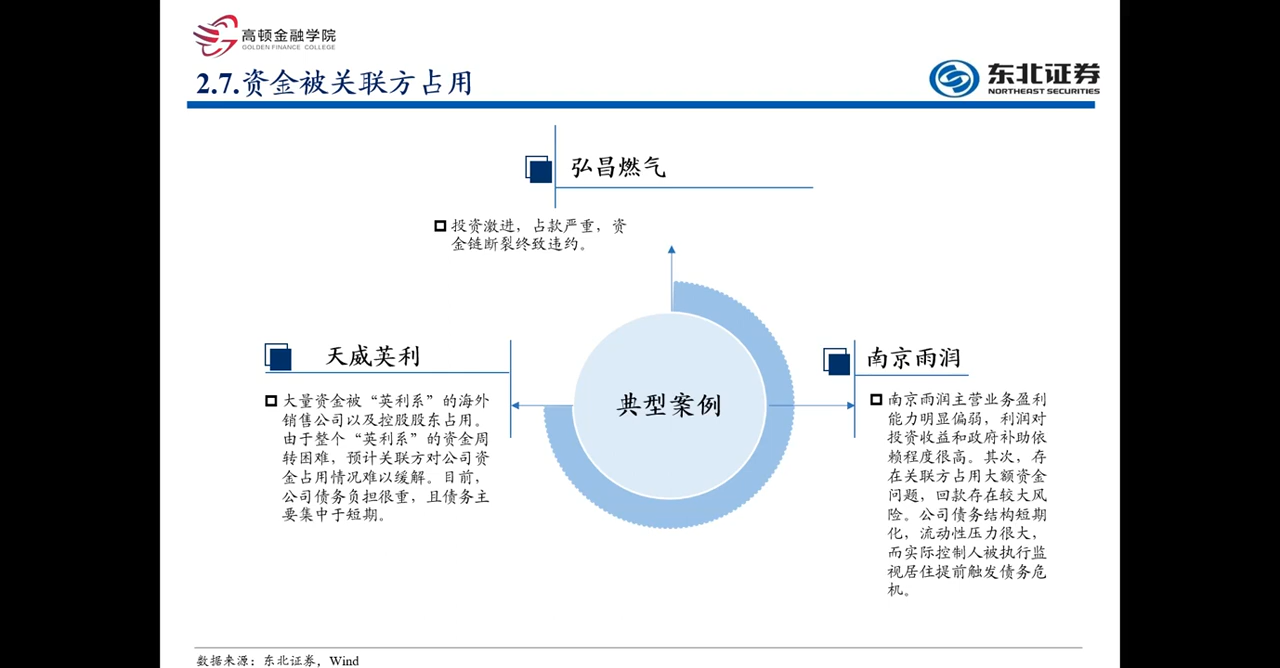 高顿金融学院
GOLDEN FINANCE COLLEGE
2.7.资金被关联方占用
东北证券
NORTHEAST SECURITIES
弘昌燃气
投资激进，占款严重，资
金链断裂终致违约。
天威英利
大量资金被“英利系”的海外
销售公司以及控股股东占用。
由于整个“英利系”的资金周
转困难，预计关联方对公司资
金占用情况难以缓解。目前，
公司债务负担很重，且债务主
要集中于短期。
典型案例
南京雨润
南京雨润主营业务盈利
能力明显偏弱，利润对
投资收益和政府补助依
赖程度很高。其次，存
在关联方占用大额资金
问题，回款存在较大风
险。公司债务结构短期
化，流动性压力很大，
而实际控制人被执行监
视居住提前触发债务危
机。
数据来源：东北证券，Wind